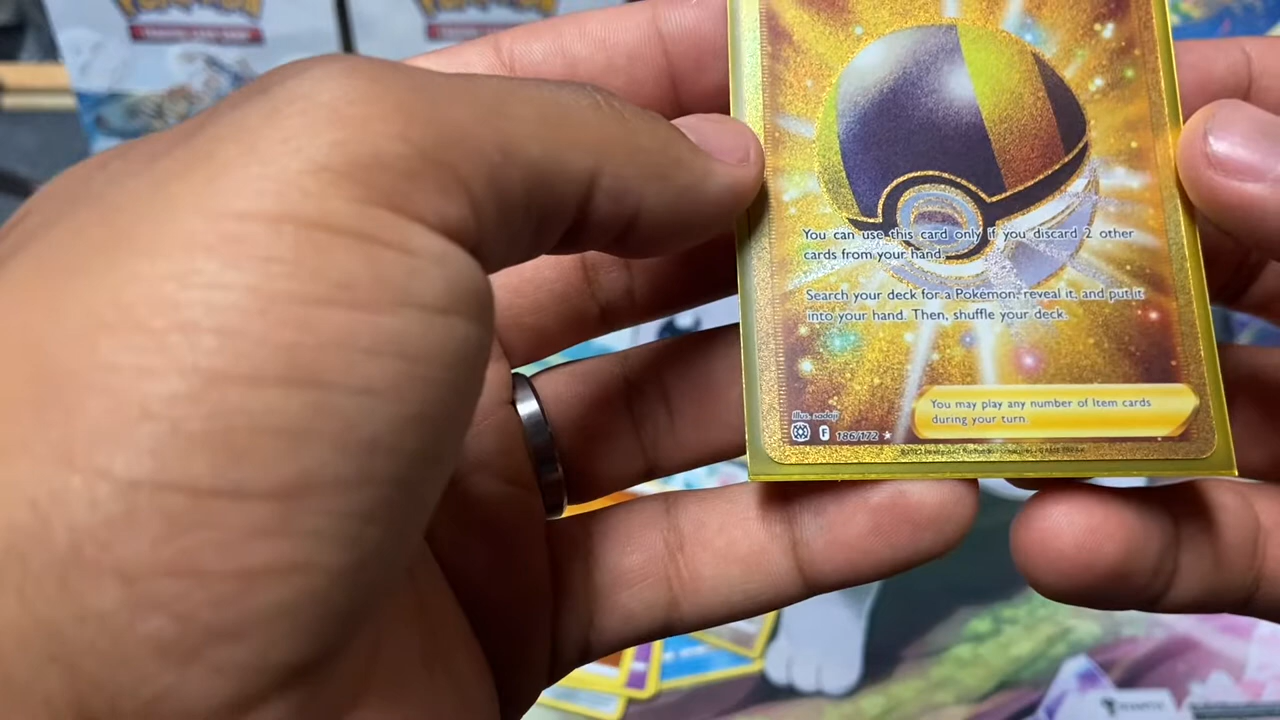 You can use this card only if you discard 2 other
cards from your hand.
Search your deck for a Pokémon, reveal it, and put it
into your hand. Then, shuffle your deck.
You may play any number of Item cards
during your turn
Illus. sadaji
F 186/172